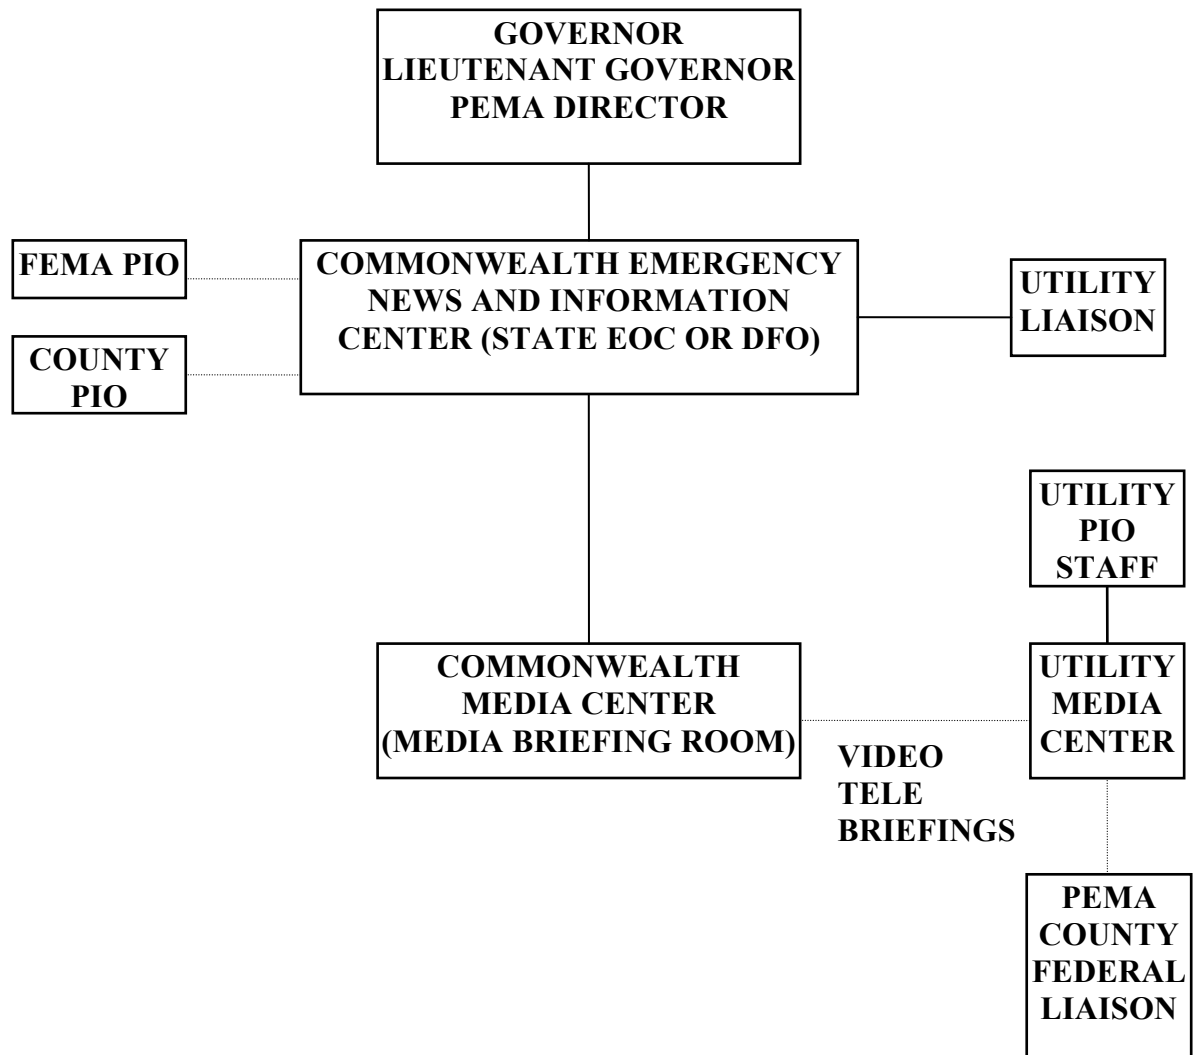 GOVERNOR
LIEUTENANT GOVERNOR
PEMA DIRECTOR
FEMA PIO
COUNTY
PIO
COMMONWEALTH EMERGENCY
NEWS AND INFORMATION
CENTER (STATE EOC OR DFO)
UTILITY
LIAISON
UTILITY
PIO
STAFF
COMMONWEALTH
MEDIA CENTER
(MEDIA BRIEFING ROOM)
VIDEO
TELE
BRIEFINGS
UTILITY
MEDIA
CENTER
PEMA
COUNTY
FEDERAL
LIAISON